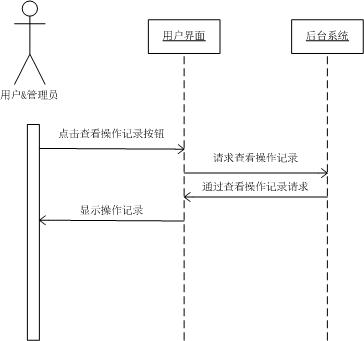 用户界面
后台系统
用户&管理员
点击查看操作记录按钮
请求查看操作记录
通过查看操作记录请求
显示操作记录